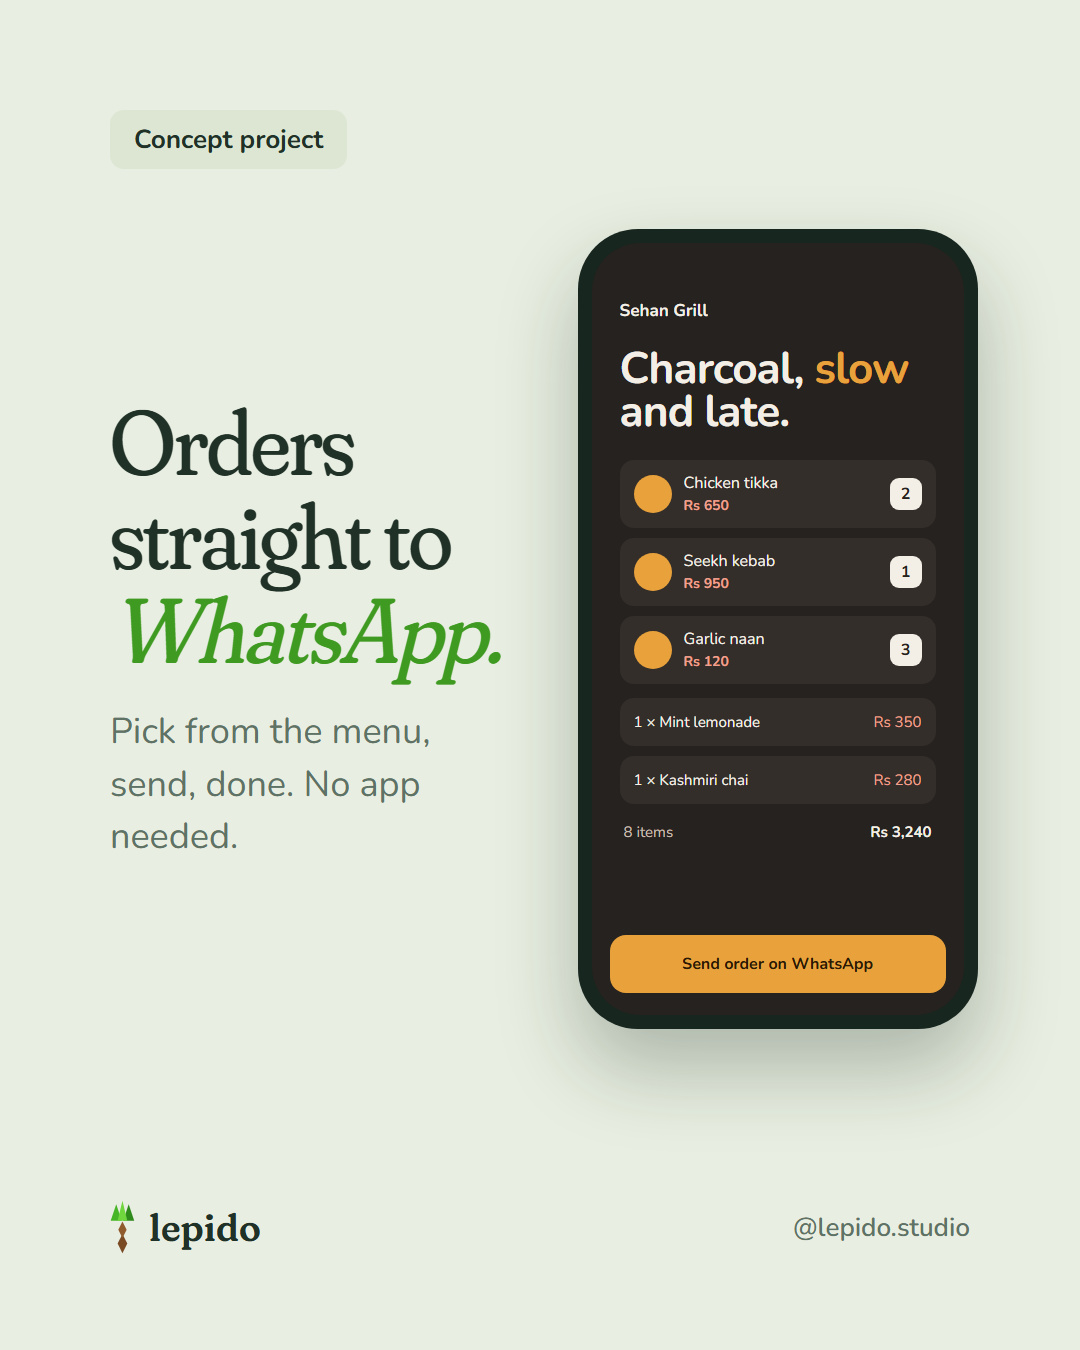 Concept project
Orders
straight to
WhatsApp.
Pick from the menu,
send, done. No app
needed.
Sehan Grill
Charcoal, slow
and late.
Chicken tikka
Rs 650
2
Seekh kebab
Rs 950
1
Garlic naan
Rs 120
3
1 × Mint lemonade Rs 350
1 × Kashmiri chai Rs 280
8 items Rs 3,240
Send order on WhatsApp
lepido
@lepido.studio